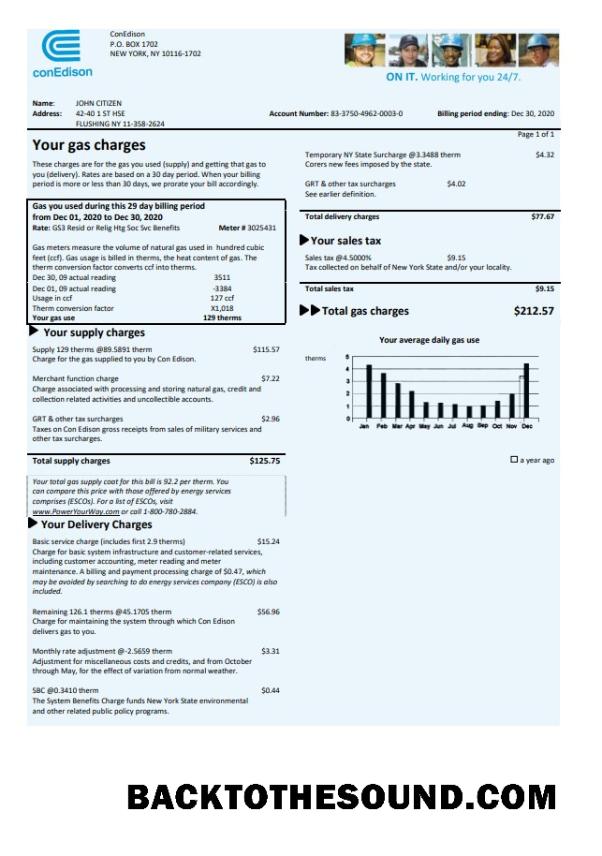 ConEdison
P.O. BOX 1702
NEW YORK, NY 10116-1702
conEdison
ON IT. Working for you 24/7.
Name: JOHN CITIZEN
Address: 42-40 1 ST HSE
FLUSHING NY 11-358-2624
Account Number: 83-3750-4962-0003-0
Billing period ending: Dec 30, 2020
Page 1 of 1
Your gas charges
These charges are for the gas you used (supply) and getting that gas to
you (delivery). Rates are based on a 30 day period. When your billing
period is more or less than 30 days, we prorate your bill accordingly.
Gas you used during this 29 day billing period
from Dec 01, 2020 to Dec 30, 2020
Rate: GS3 Resid or Relig Htg Soc Svc Benefits Meter # 3025431
Gas meters measure the volume of natural gas used in hundred cubic
feet (ccf). Gas usage is billed in therms, the heat content of gas. The
therm conversion factor converts ccf into therms.
Dec 30, 09 actual reading 3511
Dec 01, 09 actual reading -3384
Usage in ccf 127 ccf
Therm conversion factor X1,018
Your gas use 129 therms
Your supply charges
Supply 129 therms @89.5891 therm $115.57
Charge for the gas supplied to you by Con Edison.
Merchant function charge $7.22
Charge associated with processing and storing natural gas, credit and
collection related activities and uncollectible accounts.
GRT & other tax surcharges $2.96
Taxes on Con Edison gross receipts from sales of military services and
other tax surcharges.
Total supply charges $125.75
Your total gas supply coat for this bill is 92.2 per therm. You
can compare this price with those offered by energy services
comprises (ESCOs). For a list of ESCOs, visit
www.PowerYourWay.com or call 1-800-780-2884.
Your Delivery Charges
Basic service charge (includes first 2.9 therms) $15.24
Charge for basic system infrastructure and customer-related services,
including customer accounting, meter reading and meter
maintenance. A billing and payment processing charge of $0.47, which
may be avoided by searching to do energy services company (ESCO) is also
included.
Remaining 126.1 therms @45.1705 therm $56.96
Charge for maintaining the system through which Con Edison
delivers gas to you.
Monthly rate adjustment @-2.5659 therm $3.31
Adjustment for miscellaneous costs and credits, and from October
through May, for the effect of variation from normal weather.
SBC @0.3410 therm $0.44
The System Benefits Charge funds New York State environmental
and other related public policy programs.
Temporary NY State Surcharge @3.3488 therm $4.32
Corers new fees imposed by the state.
GRT & other tax surcharges $4.02
See earlier definition.
Total delivery charges $77.67
Your sales tax
Sales tax @4.5000% $9.15
Tax collected on behalf of New York State and/or your locality.
Total sales tax $9.15
Total gas charges $212.57
Your average daily gas use
therms
5
4
3
2
1
0
Jan Feb Mar Apr May Jun Jul Aug Sep Oct Nov Dec
a year ago
BACKTOTHESOUND.COM